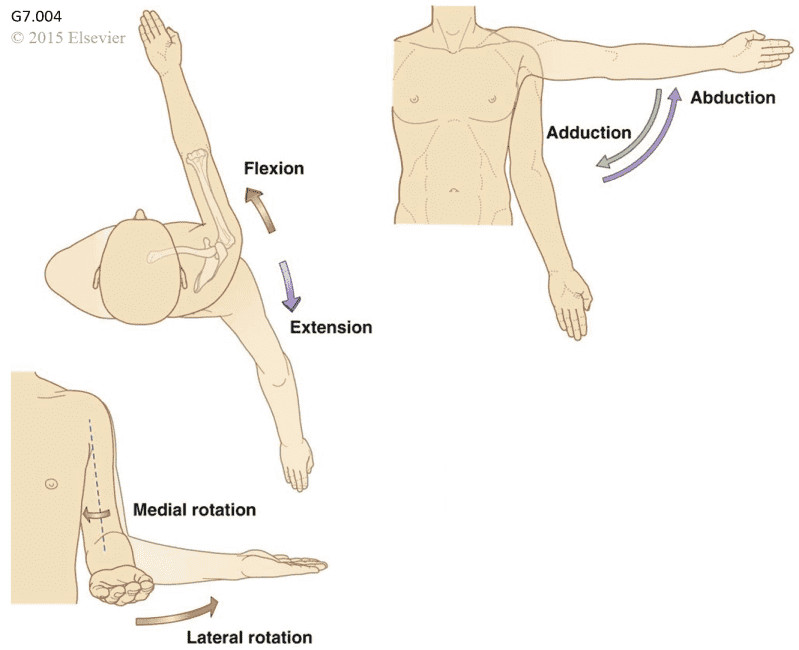 G7.004
© 2015 Elsevier
Flexion
Extension
Adduction
Abduction
Medial rotation
Lateral rotation